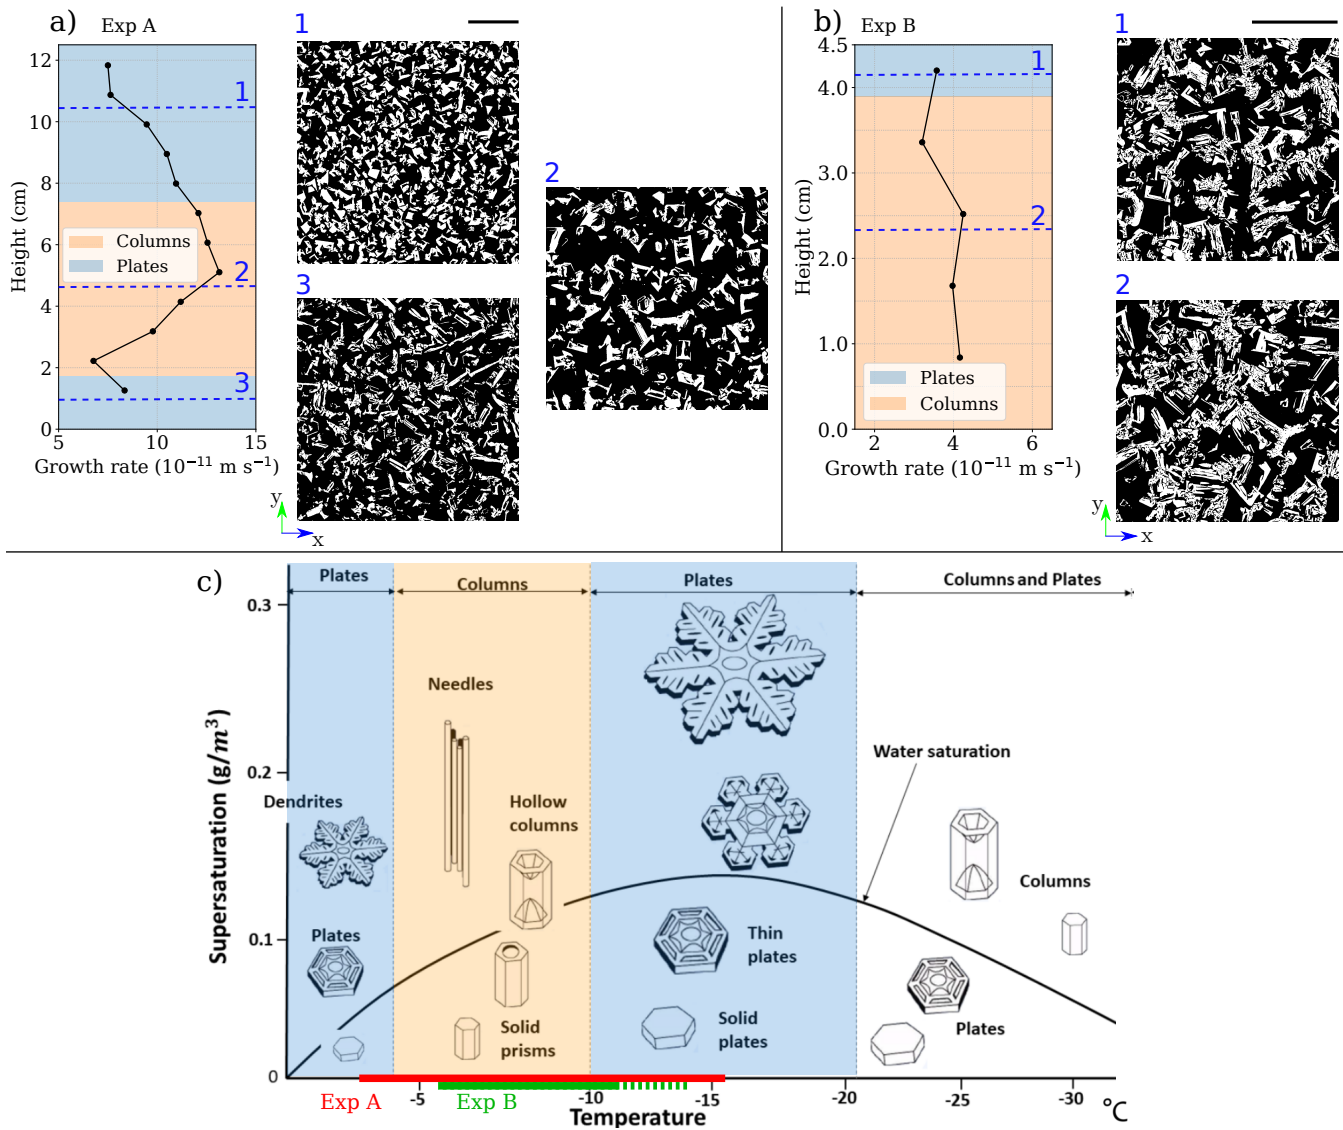 a)
Exp A
1
12
10
8
6
4
2
0
Height (cm)
1
2
3
Columns
Plates
5
10
15
Growth rate (10⁻¹¹ m s⁻¹)
3
2
y
x
b)
Exp B
1
4.5
4.0
3.0
2.0
1.0
0.0
Height (cm)
1
2
Plates
Columns
2
4
6
Growth rate (10⁻¹¹ m s⁻¹)
2
y
x
c)
Plates
Columns
Plates
Columns and Plates
0.3
0.2
0.1
0
Supersaturation (g/m³)
Needles
Water saturation
Dendrites
Hollow
columns
Columns
Plates
Thin
plates
Solid
prisms
Solid
plates
Plates
-5
-10
-15
-20
-25
-30
°C
Exp A
Exp B
Temperature